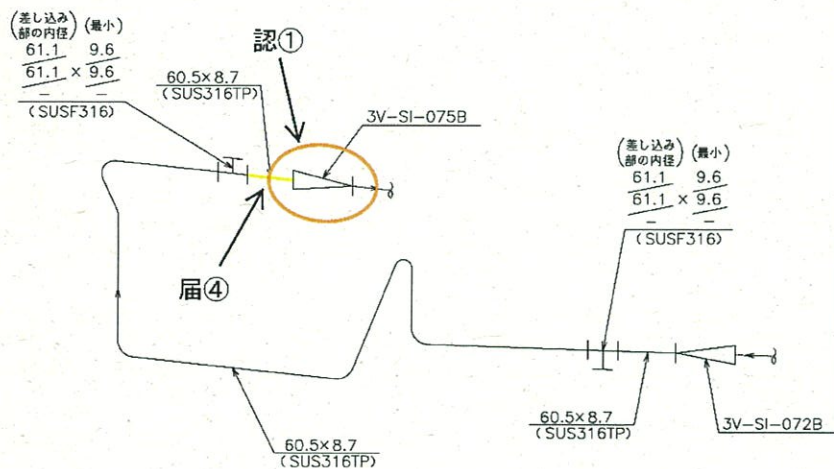 (差し込み部の内径) (最小)
61.1 9.6
61.1 × 9.6
- -
(SUSF316)
認①
60.5×8.7
(SUS316TP)
3V-SI-075B
届④
(差し込み部の内径) (最小)
61.1 9.6
61.1 × 9.6
- -
(SUSF316)
60.5×8.7
(SUS316TP)
60.5×8.7
(SUS316TP)
3V-SI-072B